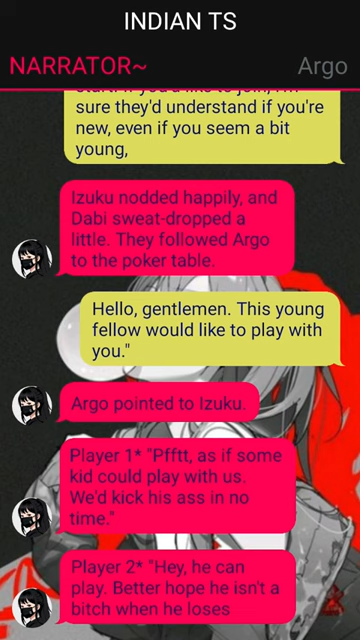 INDIAN TS
NARRATOR~ Argo
sure they'd understand if you're
new, even if you seem a bit
young,
Izuku nodded happily, and
Dabi sweat-dropped a
little. They followed Argo
to the poker table.
Hello, gentlemen. This young
fellow would like to play with
you."
Argo pointed to Izuku.
Player 1* "Pfftt, as if some
kid could play with us.
We'd kick his ass in no
time."
Player 2* "Hey, he can
play. Better hope he isn't a
bitch when he loses